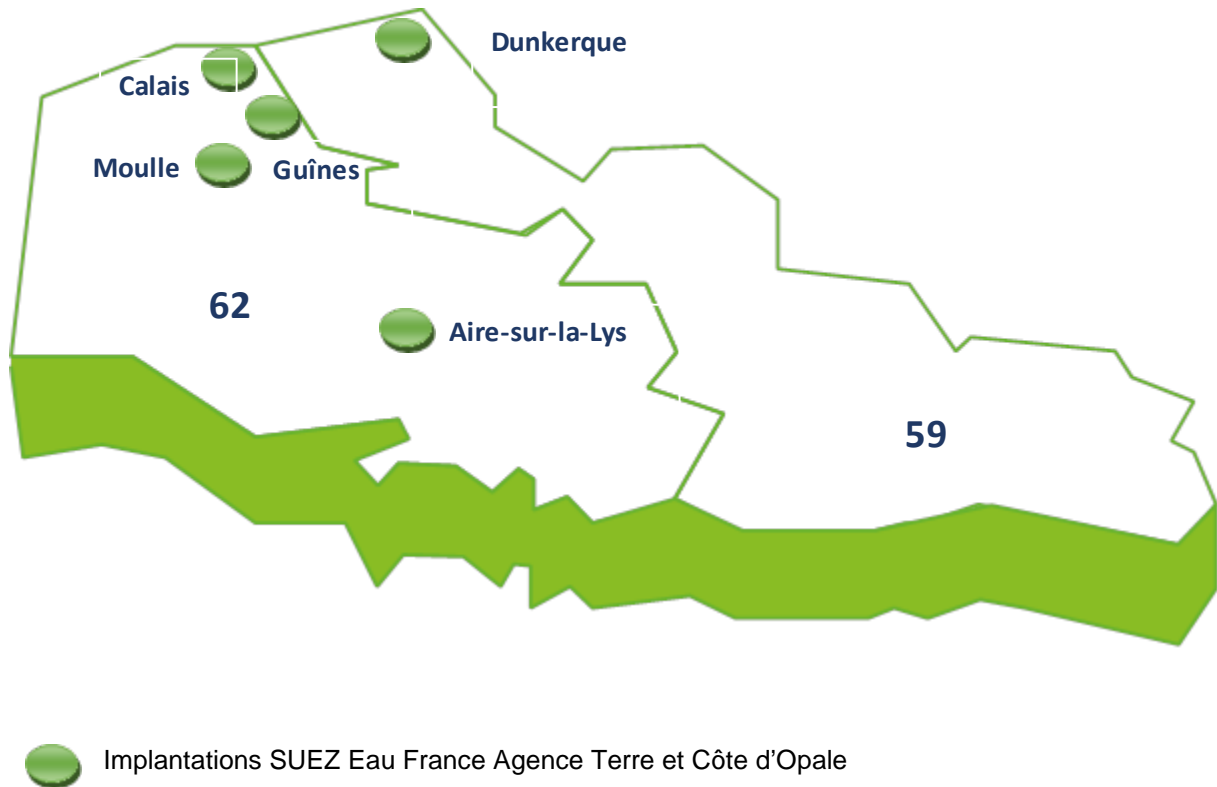 Dunkerque
Calais
Moulle
Guînes
62
Aire-sur-la-Lys
59
Implantations SUEZ Eau France Agence Terre et Côte d’Opale